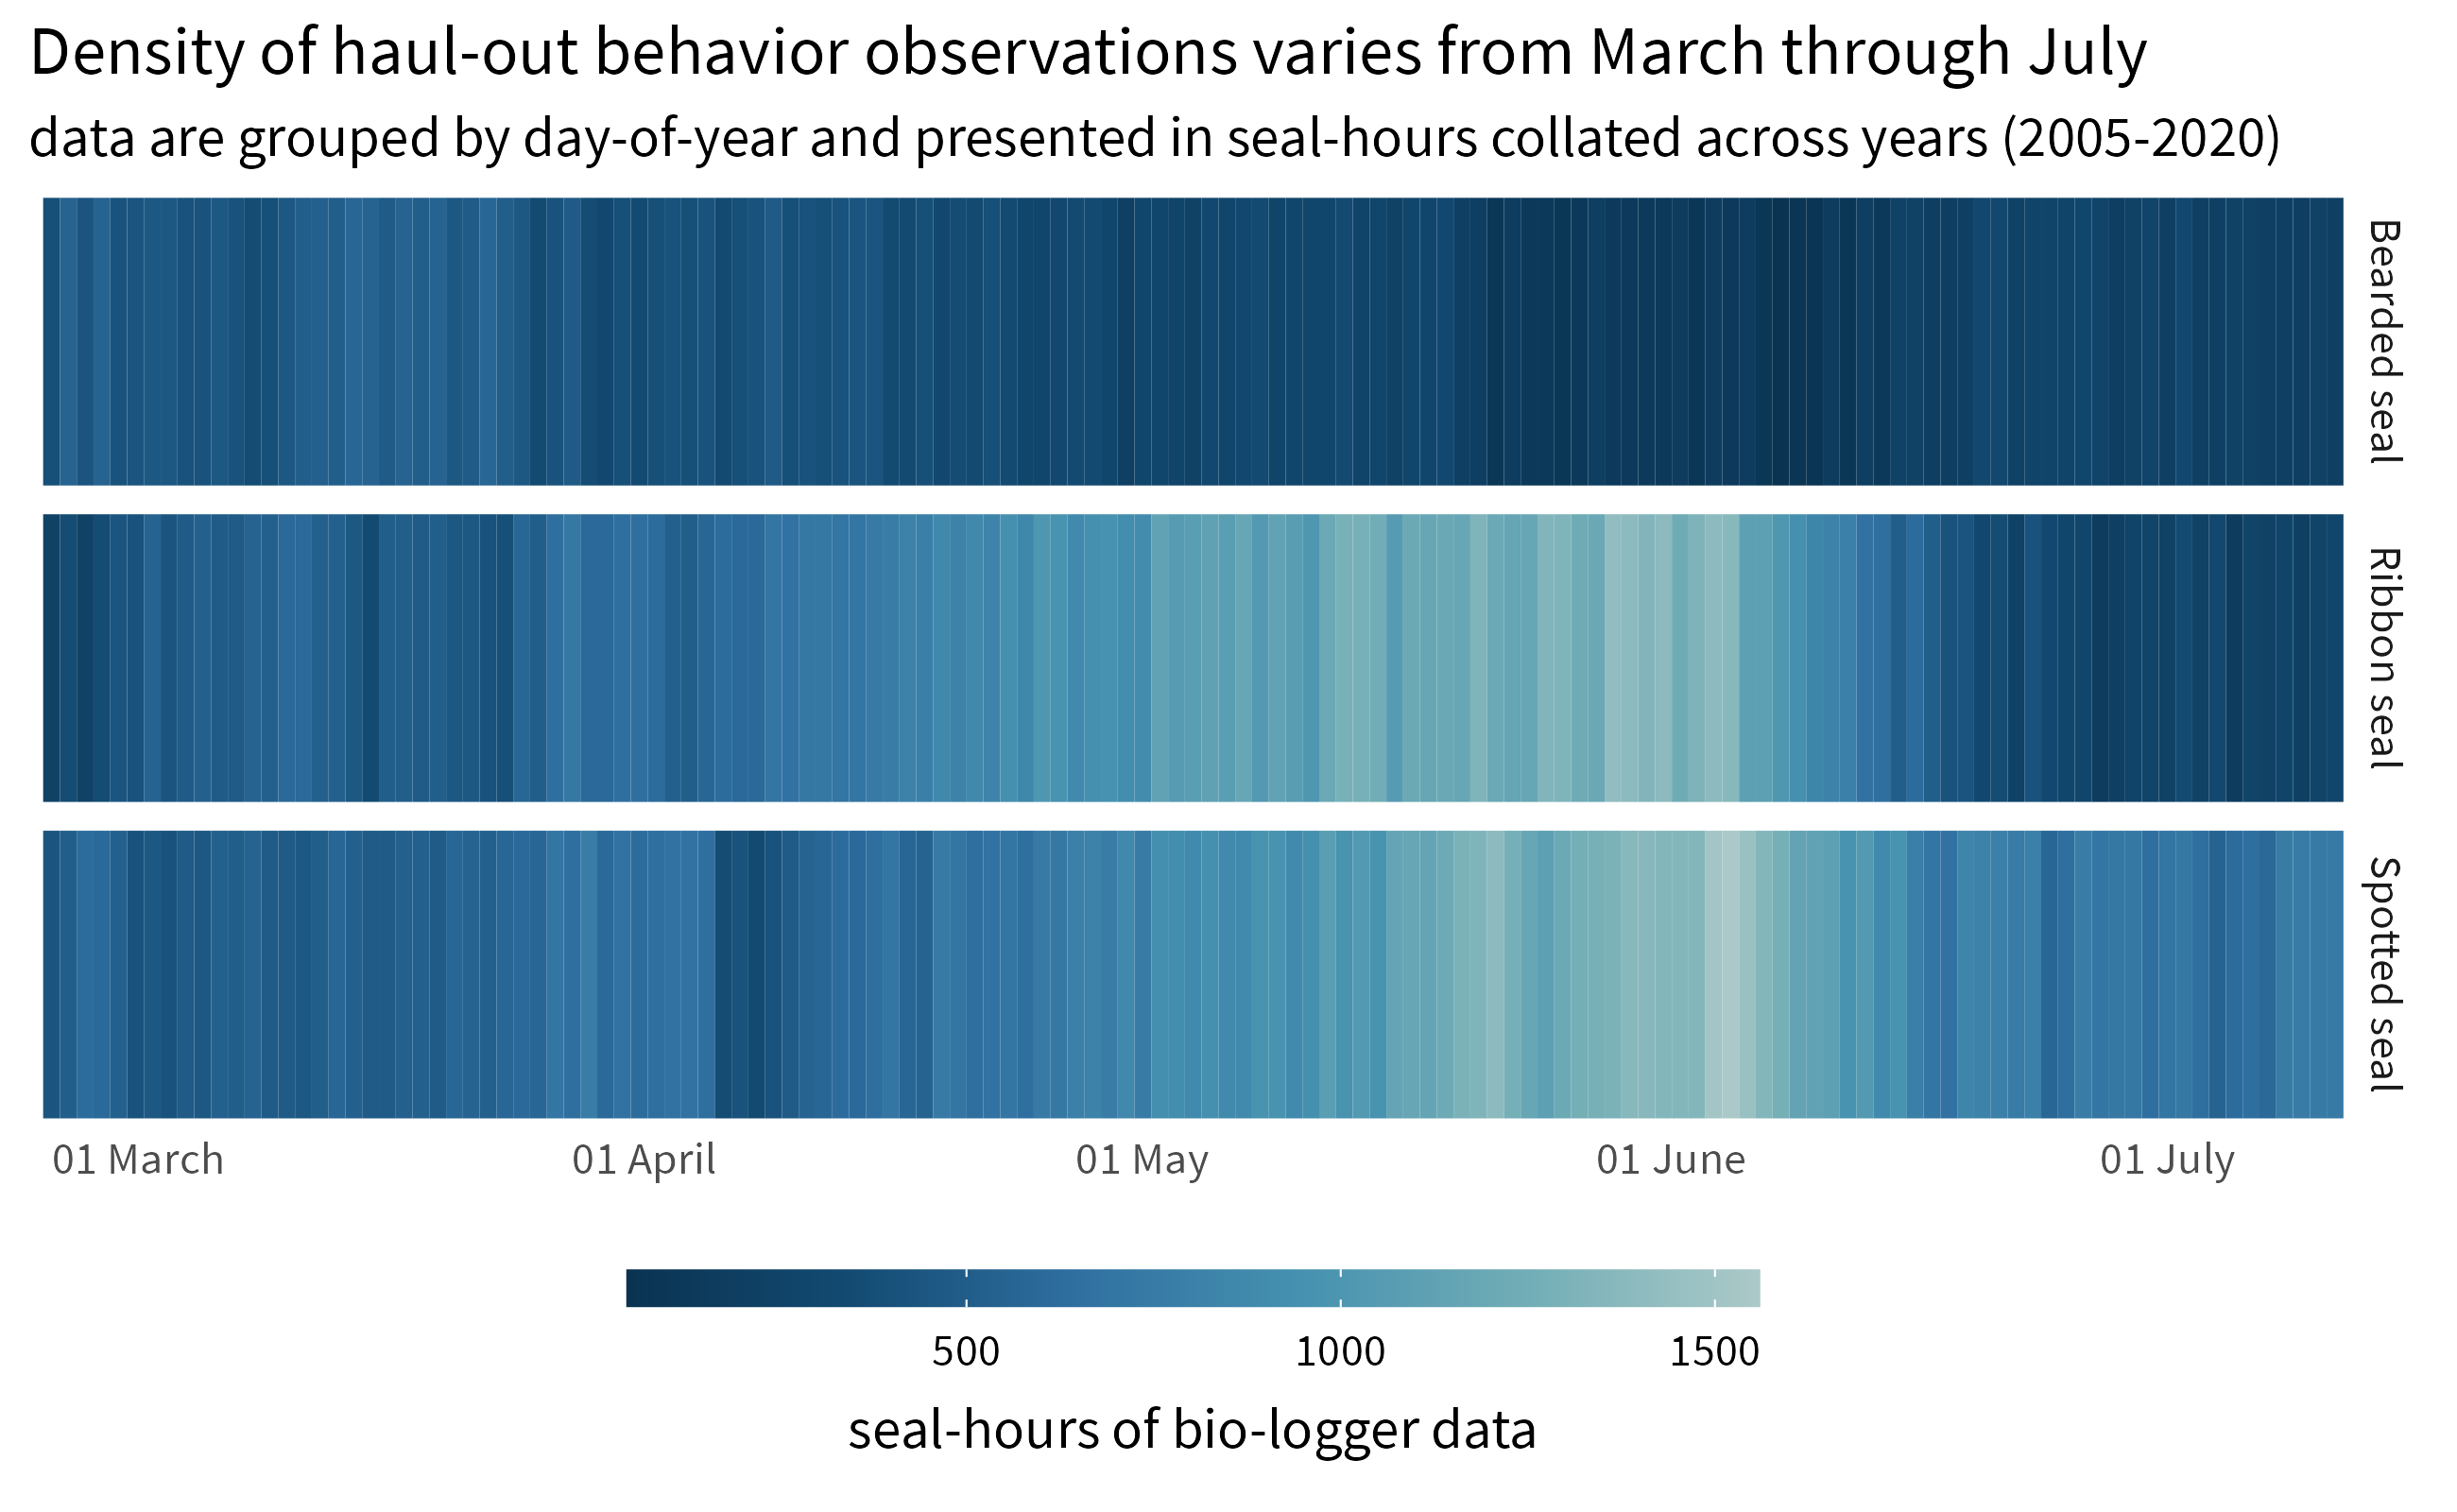 Density of haul-out behavior observations varies from March through July
data are grouped by day-of-year and presented in seal-hours collated across years (2005-2020)
Bearded seal
Ribbon seal
Spotted seal
01 March
01 April
01 May
01 June
01 July
500
1000
1500
seal-hours of bio-logger data